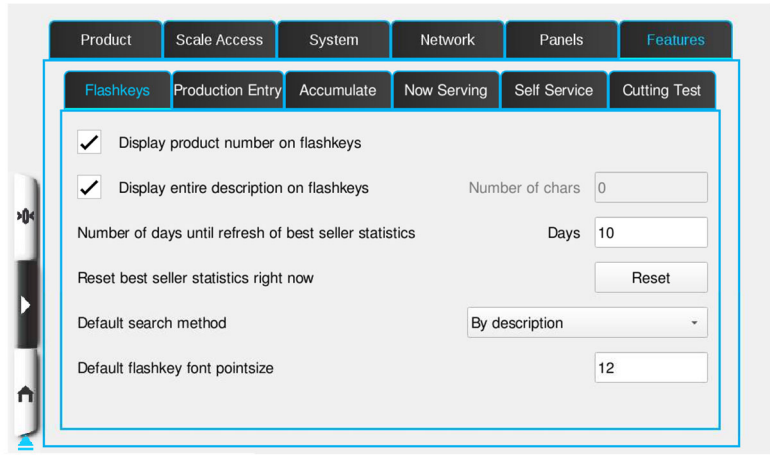 Product Scale Access System Network Panels Features
Flashkeys Production Entry Accumulate Now Serving Self Service Cutting Test
Display product number on flashkeys
Display entire description on flashkeys Number of chars 0
Number of days until refresh of best seller statistics Days 10
Reset best seller statistics right now Reset
Default search method By description
Default flashkey font pointsize 12
>0<